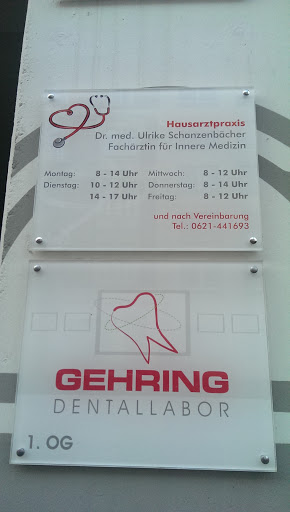 Hausarztpraxis
Dr. med. Ulrike Schanzenbächer
Fachärztin für Innere Medizin
Montag: 8 - 14 Uhr Mittwoch: 8 - 12 Uhr
Dienstag: 10 - 12 Uhr Donnerstag: 8 - 14 Uhr
14 - 17 Uhr Freitag: 8 - 12 Uhr
und nach Vereinbarung
Tel.: 0621-441693
GEHRING
DENTALLABOR
1. OG